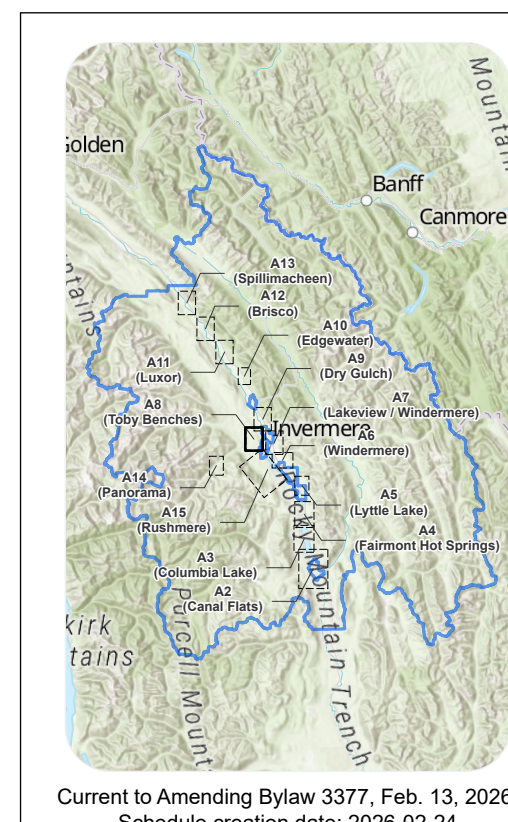 Mountain
Golden
Banff
Canmore
ntains
A13
(Spillimacheen)
A12
(Brisco)
A10
(Edgewater)
A11
(Luxor)
A9
(Dry Gulch)
A7
(Lakeview / Windermere)
A8
(Toby Benches)
Invermere
A6
(Windermere)
A14
(Panorama)
A5
(Lyttle Lake)
A15
(Rushmere)
A4
(Fairmont Hot Springs)
A3
(Columbia Lake)
A2
(Canal Flats)
Rocky Mountain Trench
Purcell Mount
kirk
tains
Current to Amending Bylaw 3377, Feb. 13, 2026
Schedule creation date: 2026-02-24